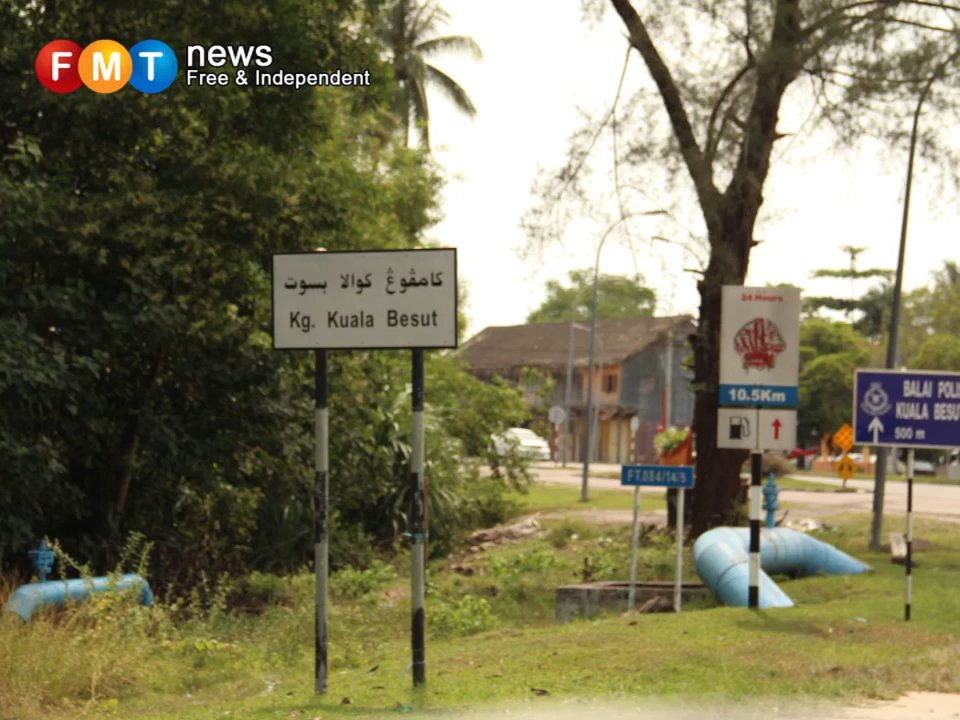 FMT news
Free & Independent
كامڤوڠ كوالا بسوت
Kg. Kuala Besut
24 Hours
10.5Km
FT.084/14/5
BALAI POLI
KUALA BESU
500 m